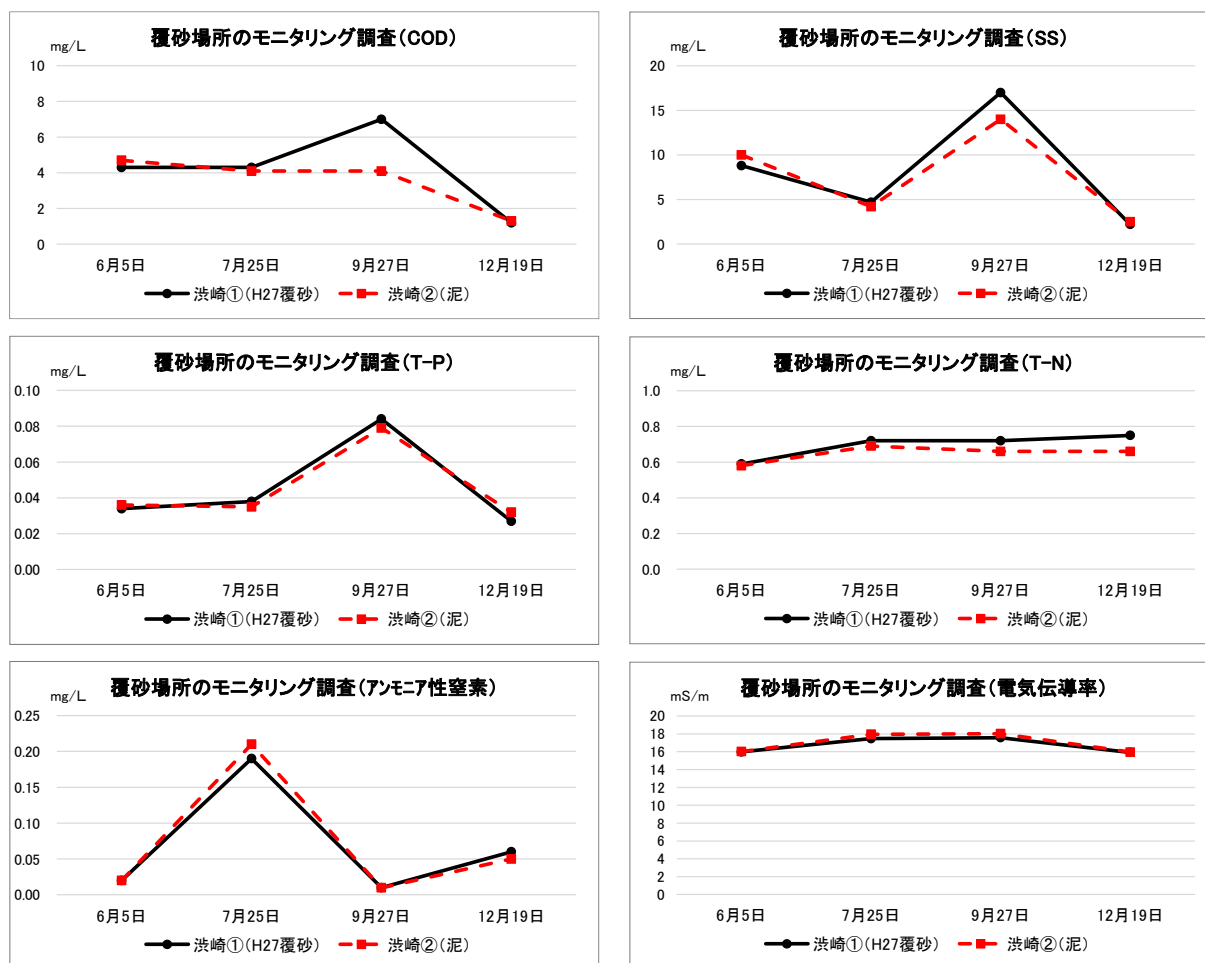 覆砂場所のモニタリング調査(COD)
mg/L
10
8
6
4
2
0
6月5日 7月25日 9月27日 12月19日
渋崎①(H27覆砂) 渋崎②(泥)
覆砂場所のモニタリング調査(SS)
mg/L
20
15
10
5
0
6月5日 7月25日 9月27日 12月19日
渋崎①(H27覆砂) 渋崎②(泥)
覆砂場所のモニタリング調査(T-P)
mg/L
0.10
0.08
0.06
0.04
0.02
0.00
6月5日 7月25日 9月27日 12月19日
渋崎①(H27覆砂) 渋崎②(泥)
覆砂場所のモニタリング調査(T-N)
mg/L
1.0
0.8
0.6
0.4
0.2
0.0
6月5日 7月25日 9月27日 12月19日
渋崎①(H27覆砂) 渋崎②(泥)
覆砂場所のモニタリング調査(アンモニア性窒素)
mg/L
0.25
0.20
0.15
0.10
0.05
0.00
6月5日 7月25日 9月27日 12月19日
渋崎①(H27覆砂) 渋崎②(泥)
覆砂場所のモニタリング調査(電気伝導率)
mS/m
20
18
16
14
12
10
8
6
4
2
0
6月5日 7月25日 9月27日 12月19日
渋崎①(H27覆砂) 渋崎②(泥)